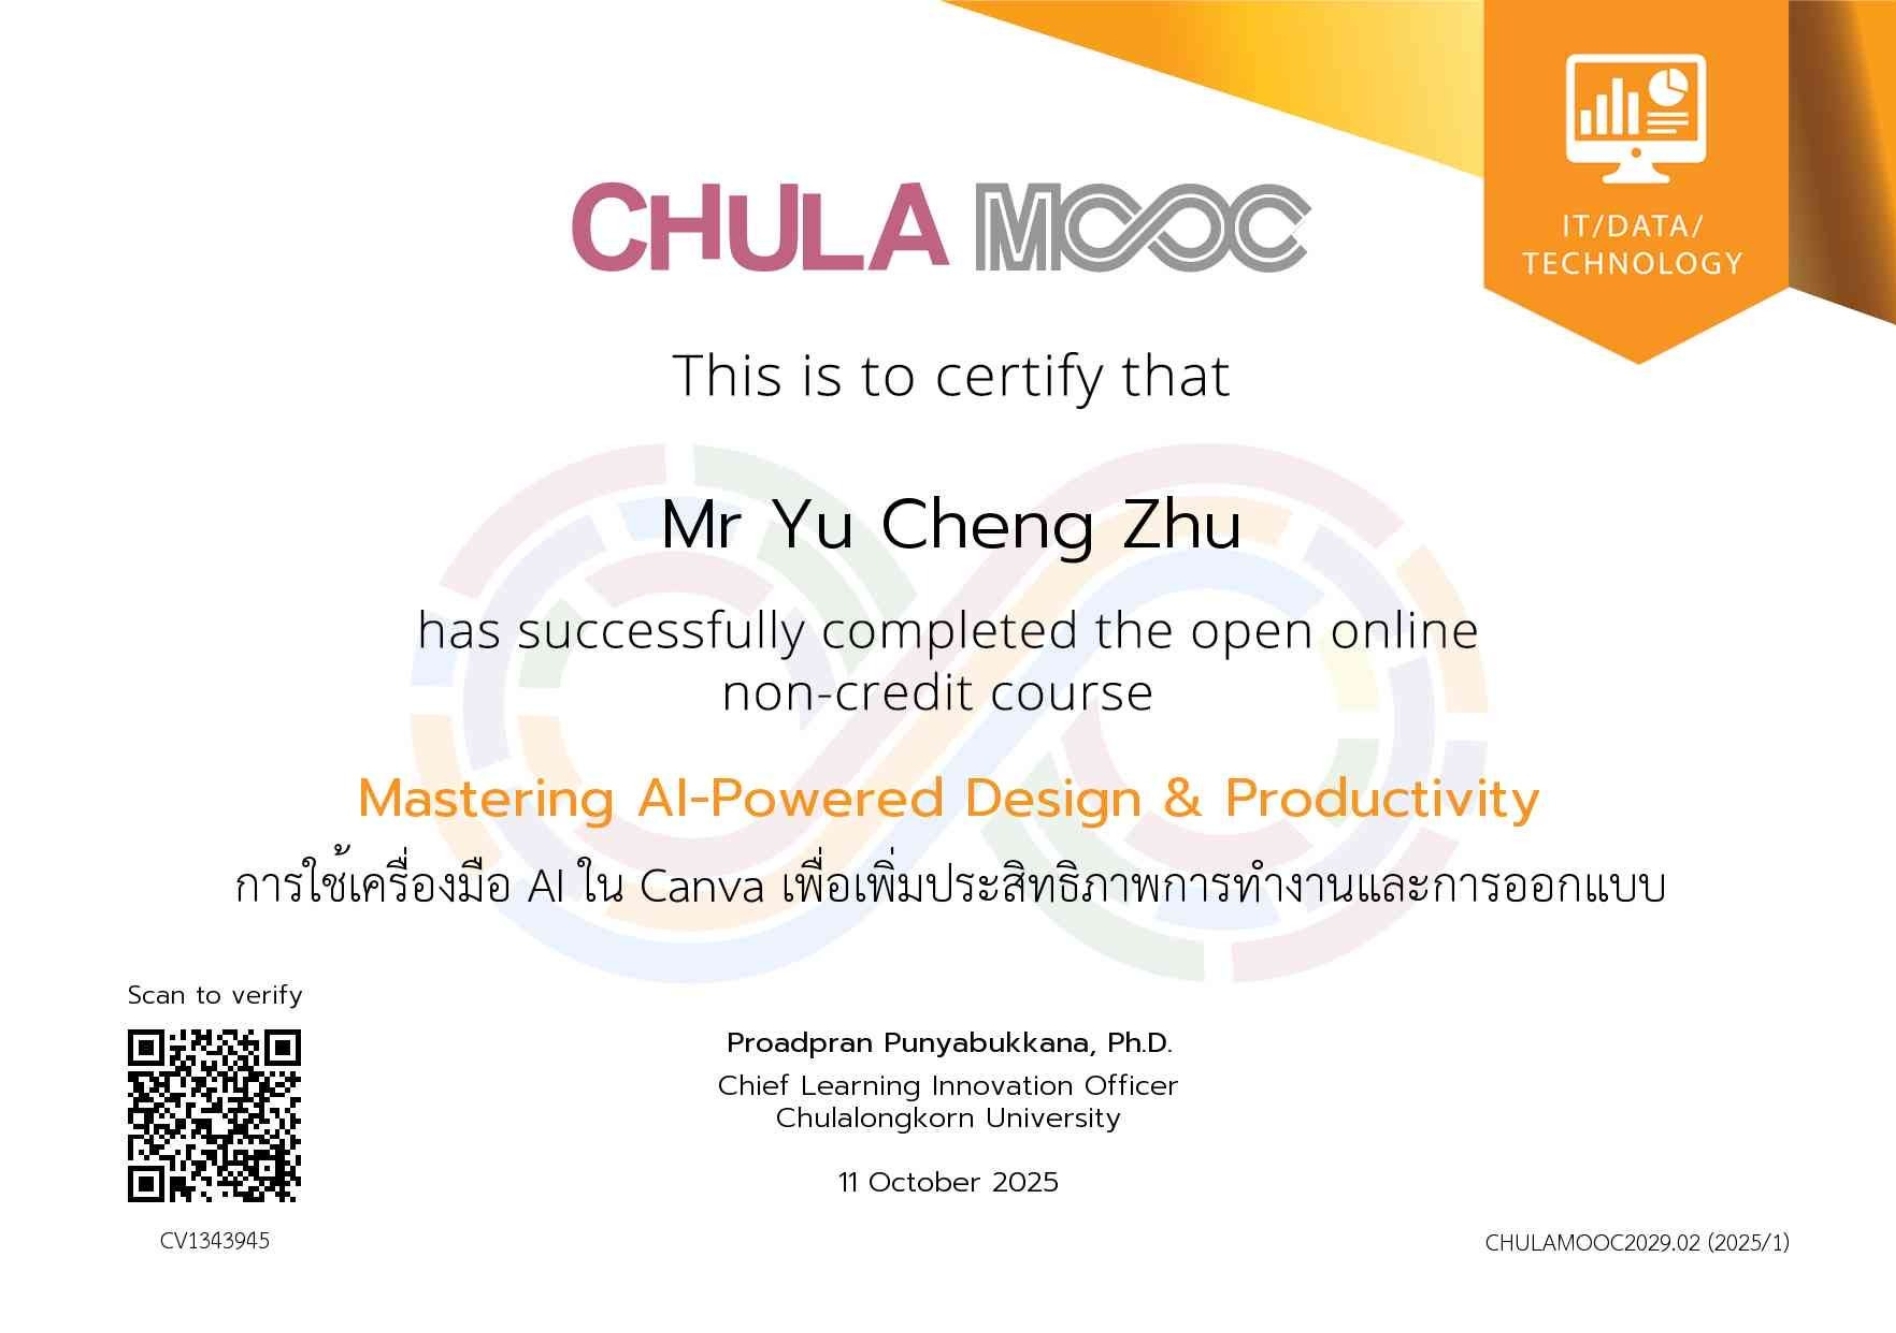 IT/DATA/
TECHNOLOGY
CHULA MOOC
This is to certify that
Mr Yu Cheng Zhu
has successfully completed the open online
non-credit course
Mastering AI-Powered Design & Productivity
การใช้เครื่องมือ AI ใน Canva เพื่อเพิ่มประสิทธิภาพการทำงานและการออกแบบ
Scan to verify
Proadpran Punyabukkana, Ph.D.
Chief Learning Innovation Officer
Chulalongkorn University
11 October 2025
CV1343945
CHULAMOOC2029.02 (2025/1)